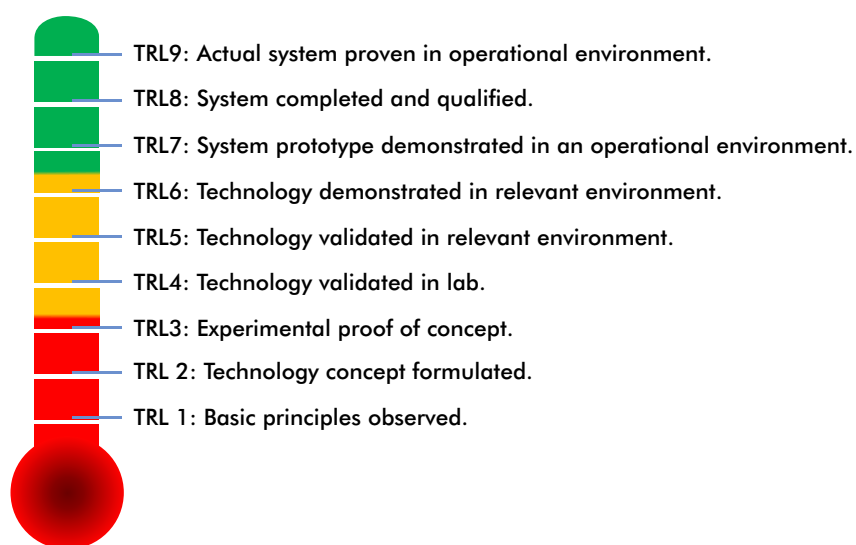 TRL9: Actual system proven in operational environment.
TRL8: System completed and qualified.
TRL7: System prototype demonstrated in an operational environment.
TRL6: Technology demonstrated in relevant environment.
TRL5: Technology validated in relevant environment.
TRL4: Technology validated in lab.
TRL3: Experimental proof of concept.
TRL 2: Technology concept formulated.
TRL 1: Basic principles observed.